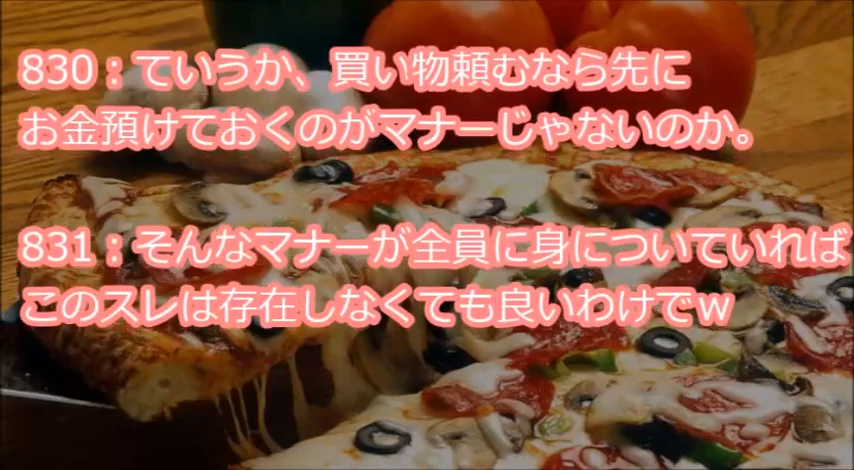 830：ていうか、買い物頼むなら先に
お金預けておくのがマナーじゃないのか。
831：そんなマナーが全員に身についていれば
このスレは存在しなくても良いわけでｗ